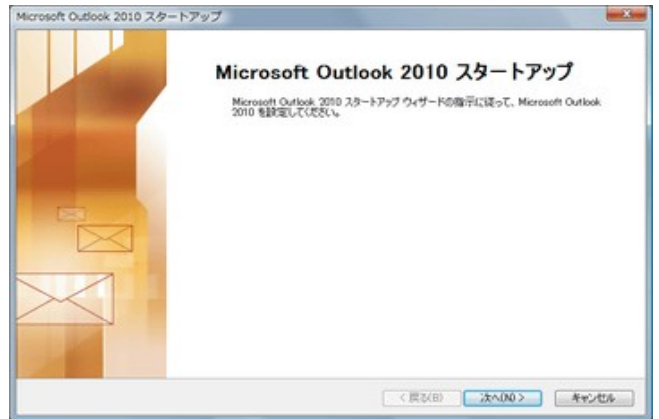 Microsoft Outlook 2010 スタートアップ
Microsoft Outlook 2010 スタートアップ
Microsoft Outlook 2010 スタートアップ ウィザードの指示に従って、Microsoft Outlook
2010 を設定してください。
< 戻る(B)
次へ(N) >
キャンセル